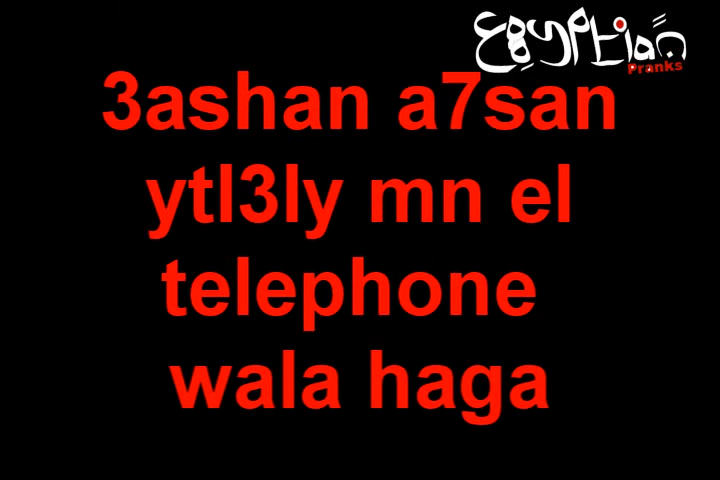 Egyptian
Pranks
3ashan a7san
ytl3ly mn el
telephone
wala haga